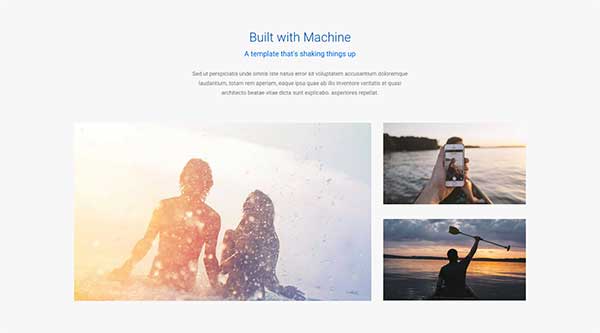 Built with Machine
A template that's shaking things up
Sed ut perspiciatis unde omnis iste natus error sit voluptatem accusantium doloremque
laudantium, totam rem aperiam, eaque ipsa quae ab illo inventore veritatis et quasi
architecto beatae vitae dicta sunt explicabo. asperiores repellat.